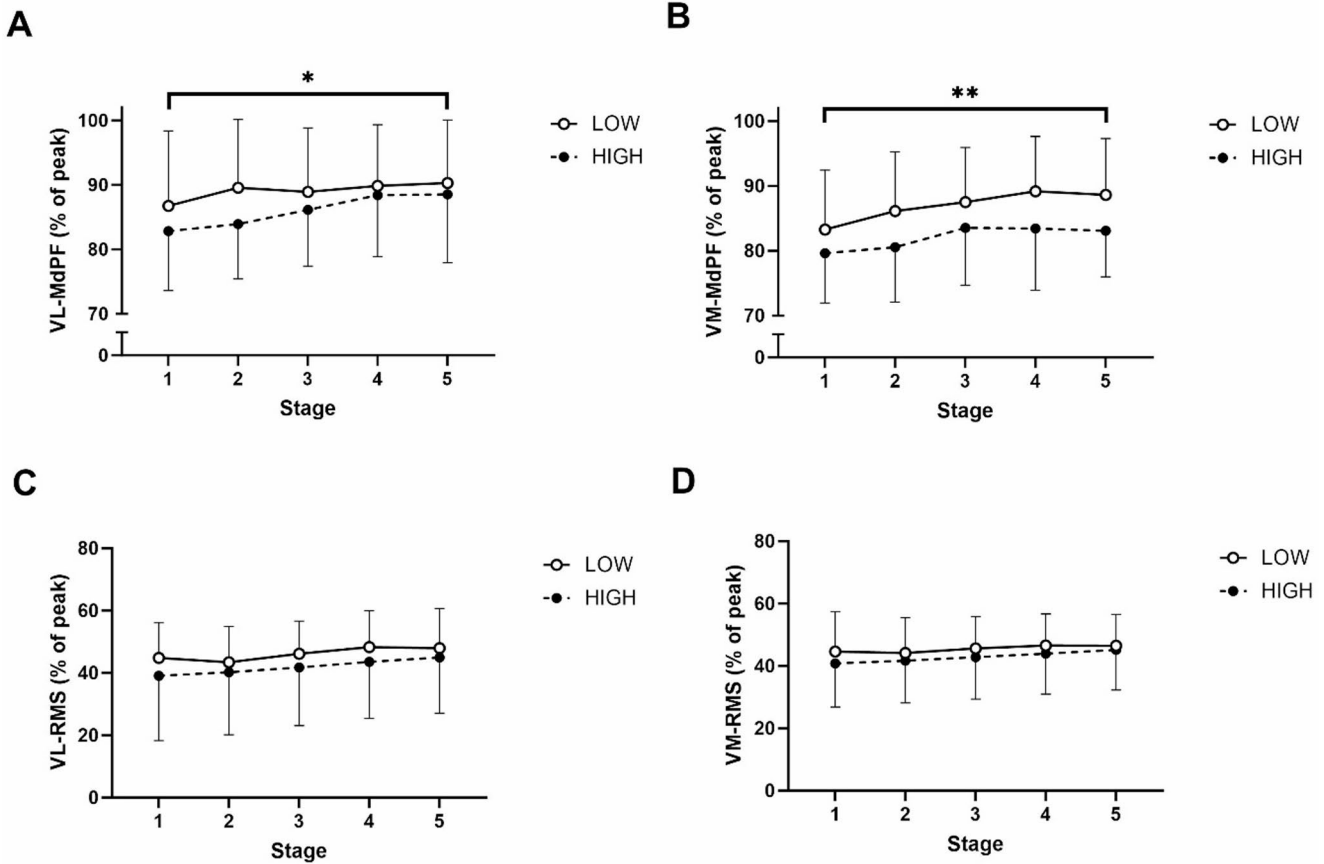 A
*
VL-MdPF (% of peak)
100
90
80
70
0
1 2 3 4 5
Stage
LOW
HIGH
B
**
VM-MdPF (% of peak)
100
90
80
70
0
1 2 3 4 5
Stage
LOW
HIGH
C
VL-RMS (% of peak)
80
60
40
20
0
1 2 3 4 5
Stage
LOW
HIGH
D
VM-RMS (% of peak)
80
60
40
20
0
1 2 3 4 5
Stage
LOW
HIGH